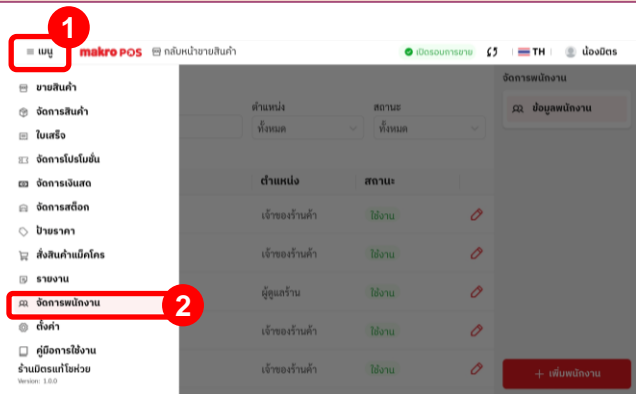 1
เมนู makro POS กลับหน้าขายสินค้า เปิดรอบการขาย TH น้องมิตร
ขายสินค้า
จัดการสินค้า
ใบเสร็จ
จัดการโปรโมชั่น
จัดการเงินสด
จัดการสต็อก
ป้ายราคา
สั่งสินค้าแม็คโคร
รายงาน
จัดการพนักงาน
2
ตั้งค่า
คู่มือการใช้งาน
ร้านมิตรแท้โชห่วย
Version: 1.0.0
ตำแหน่ง สถานะ
ทั้งหมด ทั้งหมด
ตำแหน่ง สถานะ
เจ้าของร้านค้า ใช้งาน
เจ้าของร้านค้า ใช้งาน
ผู้ดูแลร้าน ใช้งาน
เจ้าของร้านค้า ใช้งาน
เจ้าของร้านค้า ใช้งาน
จัดการพนักงาน
ข้อมูลพนักงาน
+ เพิ่มพนักงาน